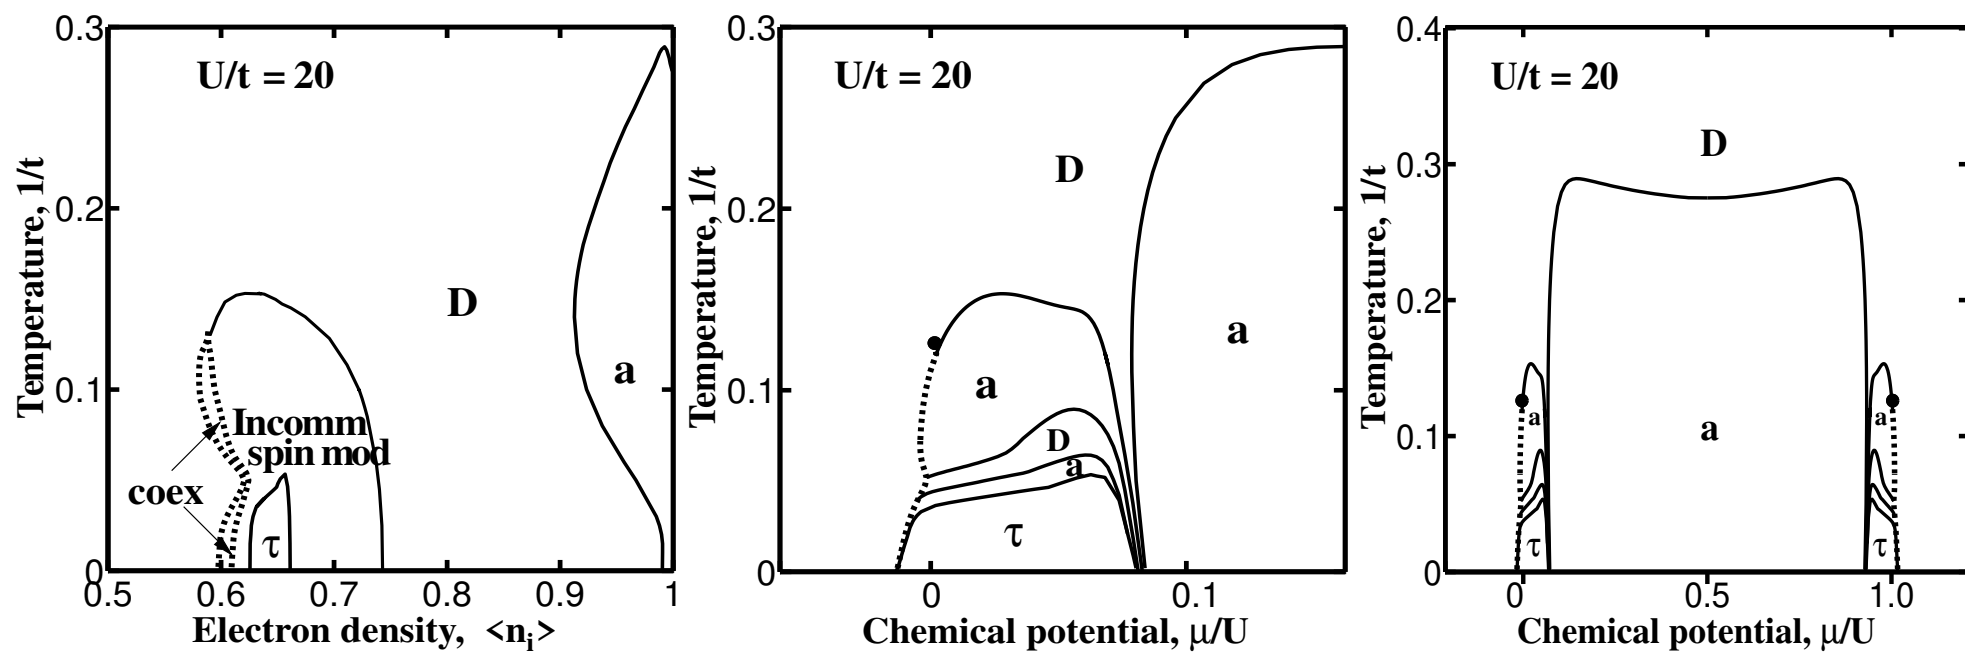 U/t = 20
Temperature, 1/t
0.3
0.2
0.1
0
D
a
Incomm
spin mod
coex
τ
0.5 0.6 0.7 0.8 0.9 1
Electron density, <n_i>
U/t = 20
Temperature, 1/t
0.3
0.2
0.1
0
D
a
a
D
a
τ
0 0.1
Chemical potential, μ/U
U/t = 20
Temperature, 1/t
0.4
0.3
0.2
0.1
0
D
a
a
a
τ
τ
0 0.5 1.0
Chemical potential, μ/U